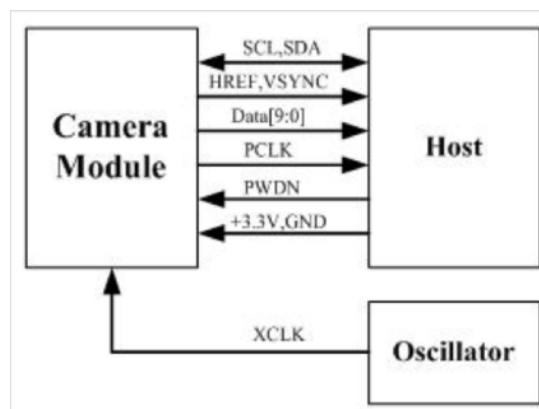 SCL,SDA
HREF,VSYNC
Data[9:0]
PCLK
PWDN
+3.3V,GND
Camera
Module
Host
XCLK
Oscillator